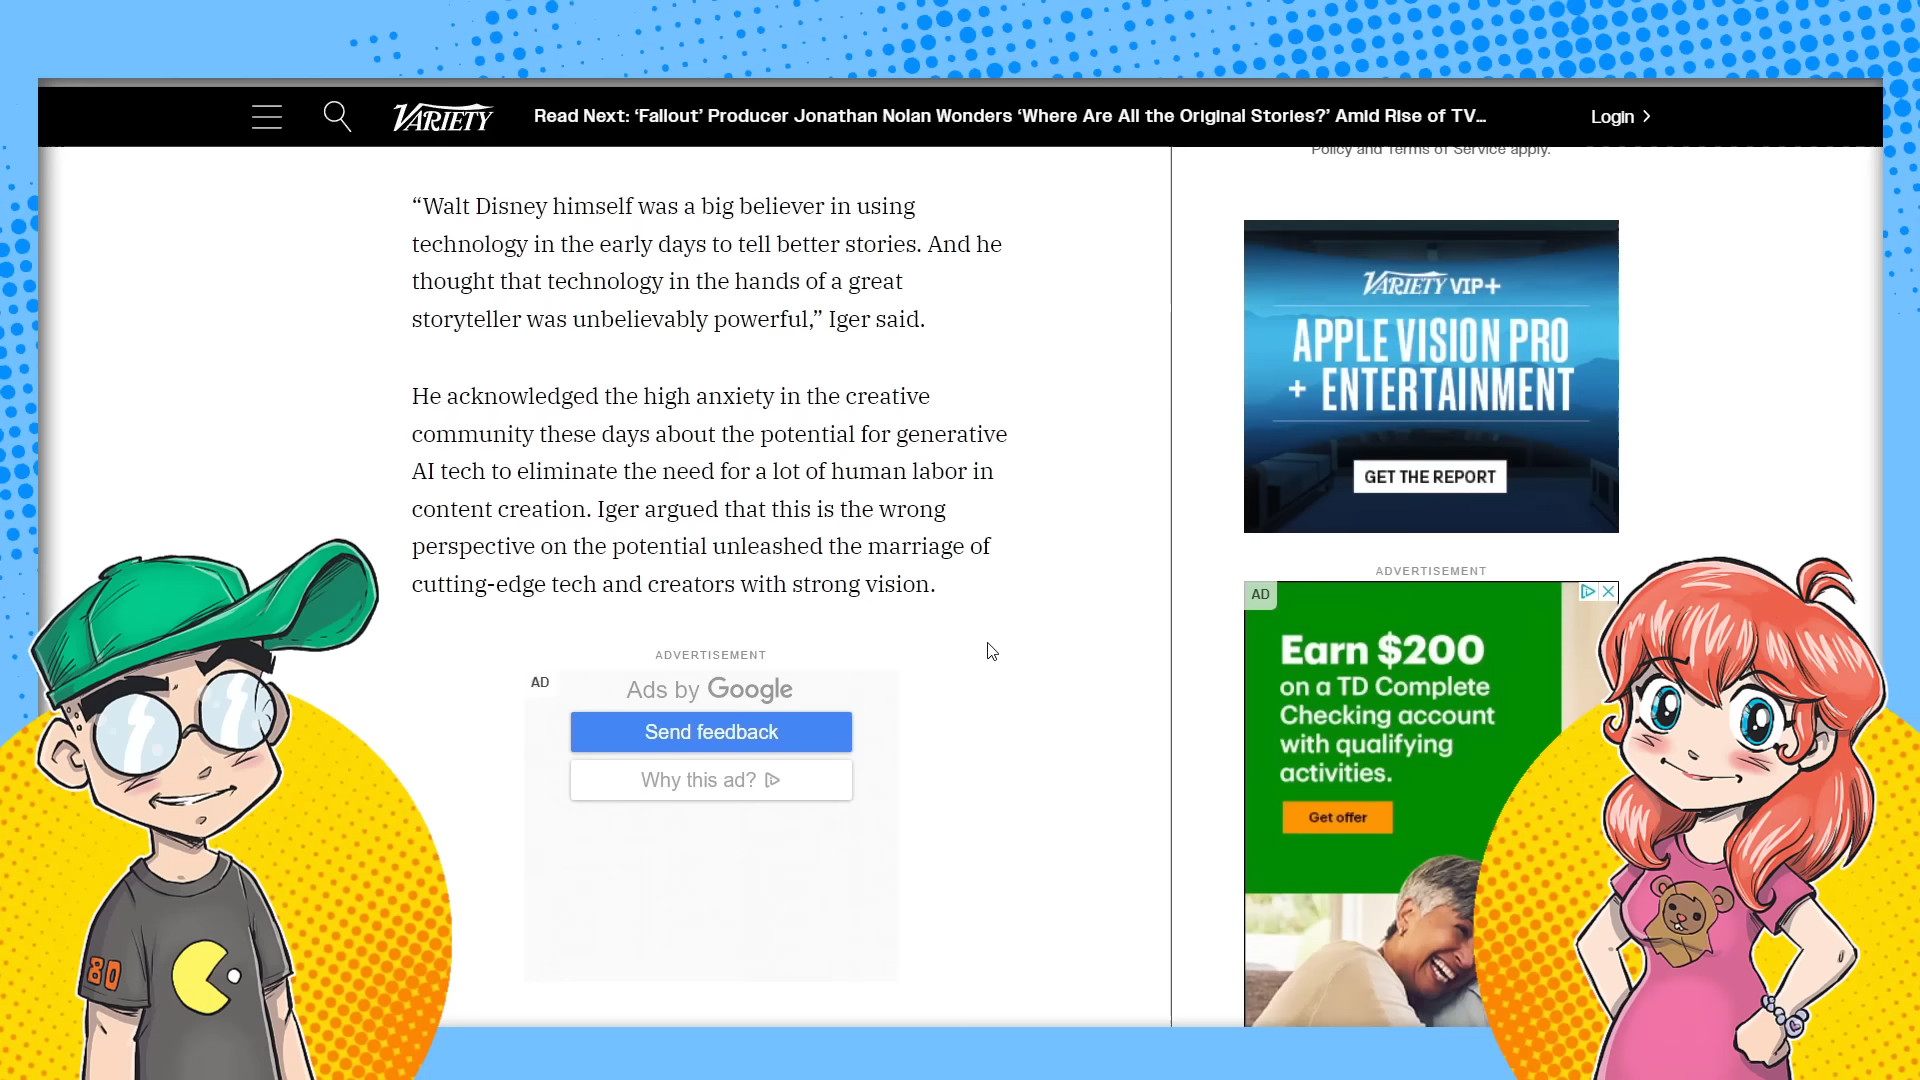 VARIETY
Read Next: ‘Fallout’ Producer Jonathan Nolan Wonders ‘Where Are All the Original Stories?’ Amid Rise of TV...
Login
Policy and Terms of Service apply.
“Walt Disney himself was a big believer in using
technology in the early days to tell better stories. And he
thought that technology in the hands of a great
storyteller was unbelievably powerful,” Iger said.
He acknowledged the high anxiety in the creative
community these days about the potential for generative
AI tech to eliminate the need for a lot of human labor in
content creation. Iger argued that this is the wrong
perspective on the potential unleashed the marriage of
cutting-edge tech and creators with strong vision.
ADVERTISEMENT
AD
Ads by Google
Send feedback
Why this ad?
VARIETY VIP+
APPLE VISION PRO
+ ENTERTAINMENT
GET THE REPORT
ADVERTISEMENT
AD
Earn $200
on a TD Complete
Checking account
with qualifying
activities.
Get offer
80